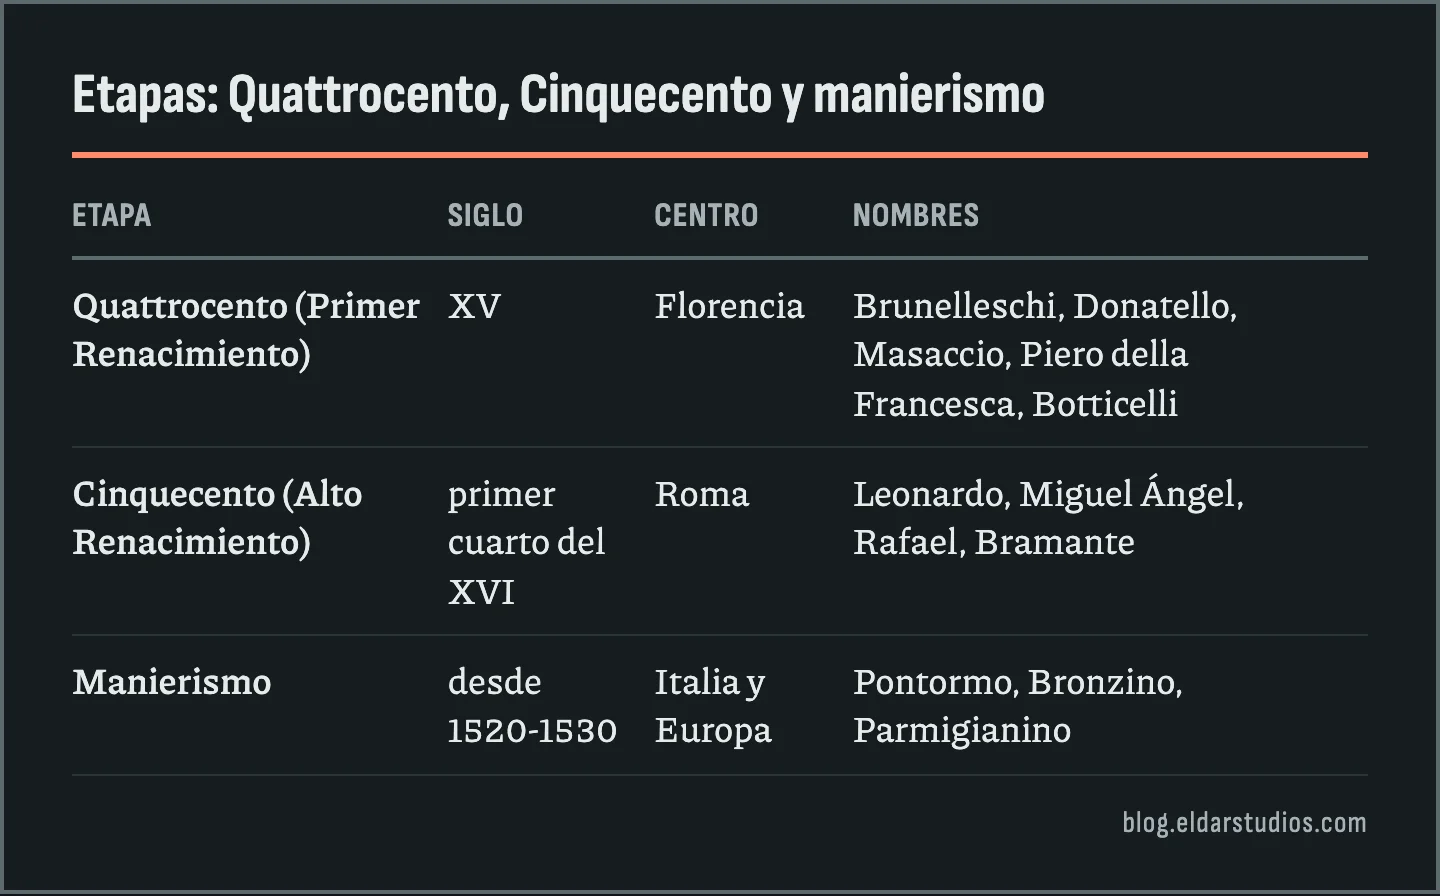 Etapas: Quattrocento, Cinquecento y manierismo
ETAPA SIGLO CENTRO NOMBRES
Quattrocento (Primer XV Florencia Brunelleschi, Donatello,
Renacimiento) Masaccio, Piero della
Francesca, Botticelli
Cinquecento (Alto primer Roma Leonardo, Miguel Ángel,
Renacimiento) cuarto del Rafael, Bramante
XVI
Manierismo desde Italia y Pontormo, Bronzino,
1520-1530 Europa Parmigianino
blog.eldarstudios.com